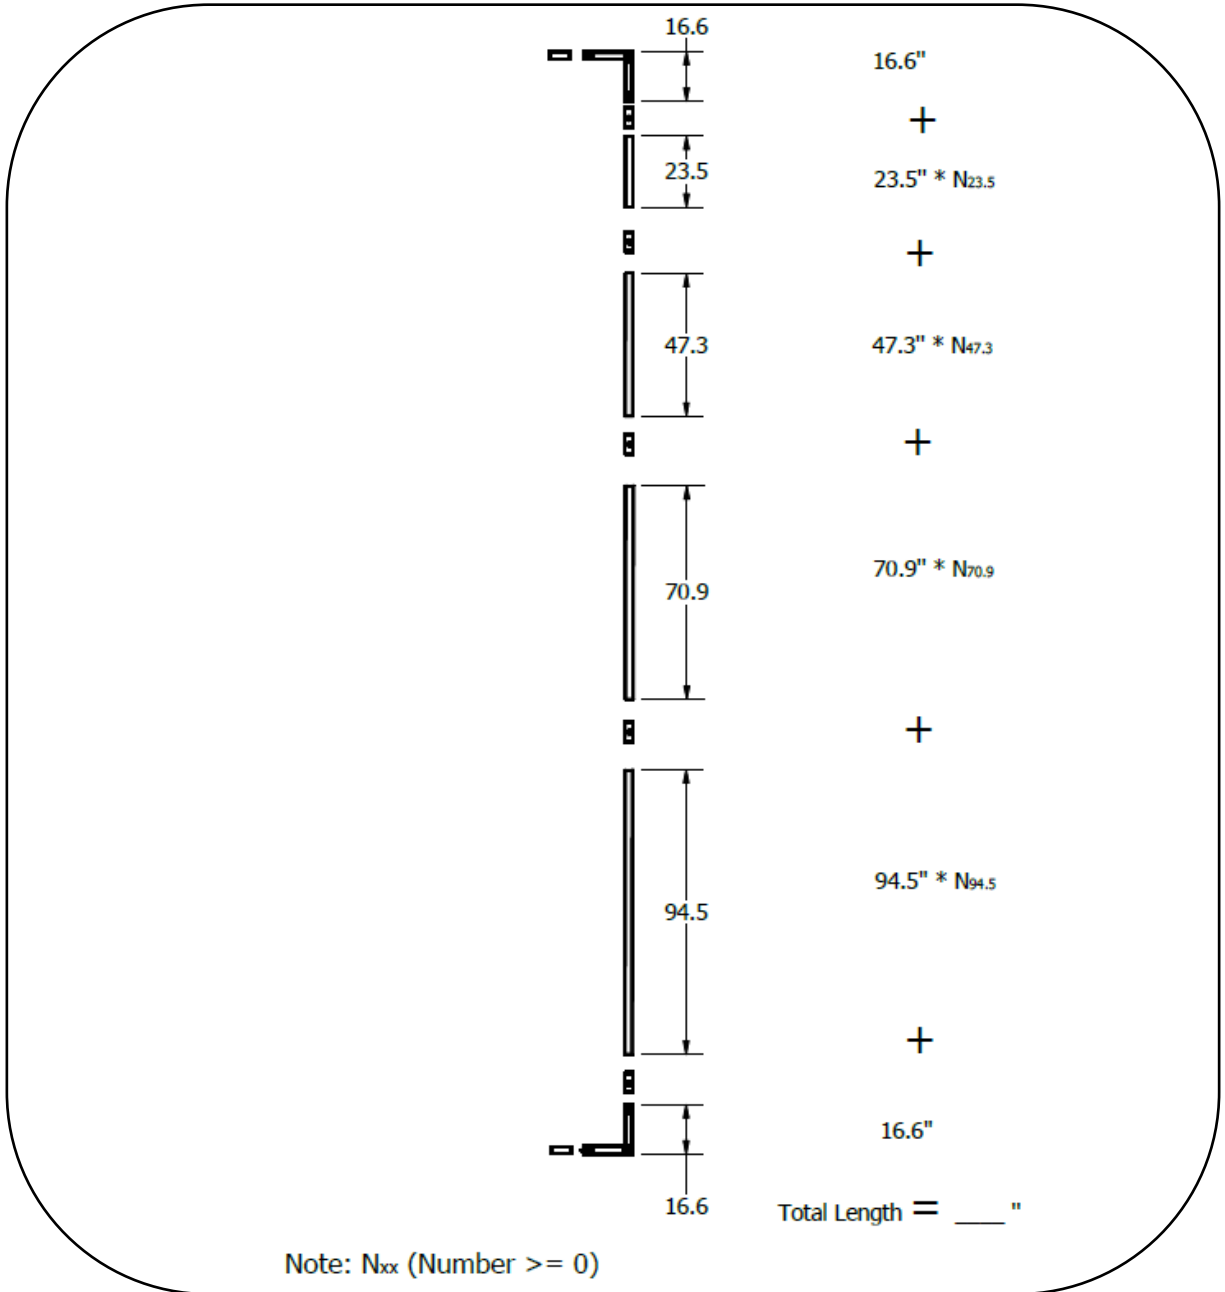 16.6
16.6"
+
23.5
23.5" * N23.5
+
47.3
47.3" * N47.3
+
70.9
70.9" * N70.9
+
94.5
94.5" * N94.5
+
16.6"
16.6
Total Length = ____ "
Note: Nxx (Number >= 0)